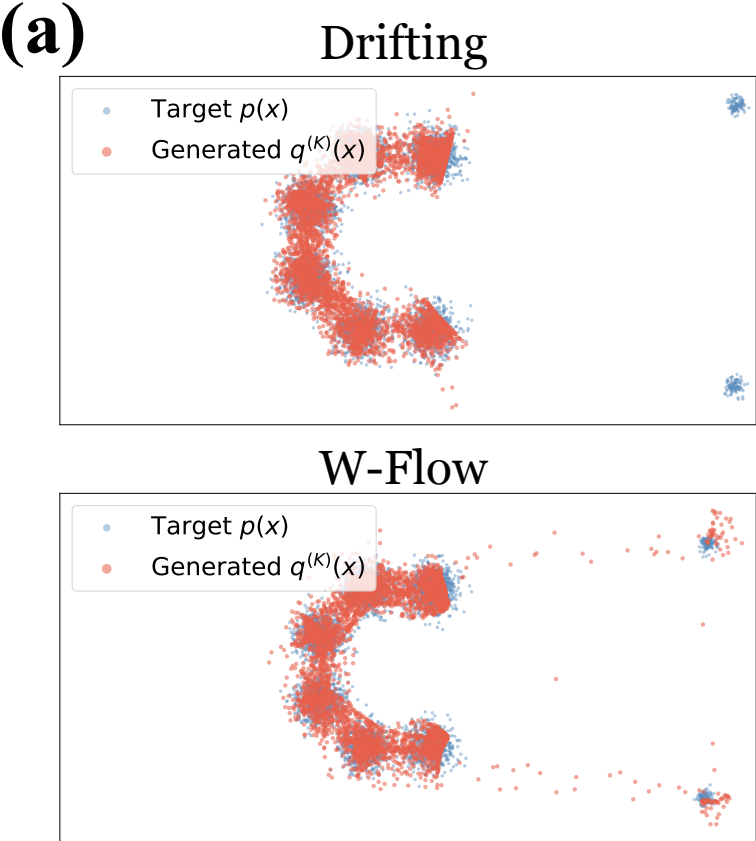 (a)
Drifting
Target p(x)
Generated q^(K)(x)
W-Flow
Target p(x)
Generated q^(K)(x)